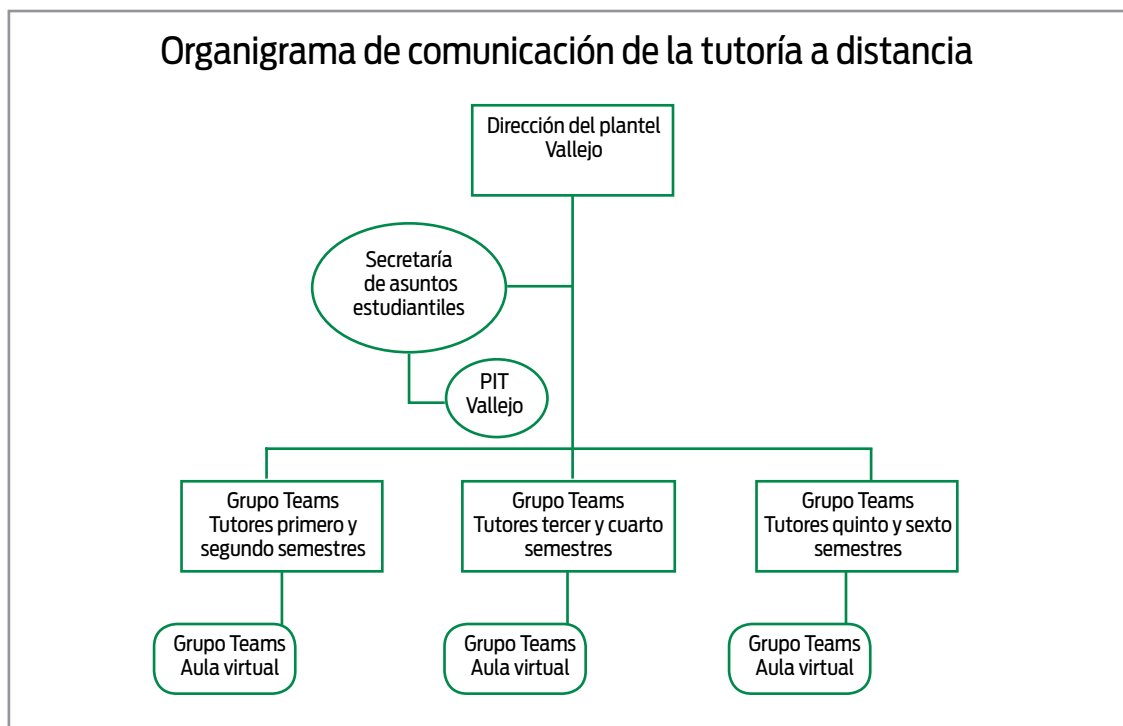 Organigrama de comunicación de la tutoría a distancia
Dirección del plantel
Vallejo
Secretaría
de asuntos
estudiantiles
PIT
Vallejo
Grupo Teams
Tutores primero y
segundo semestres
Grupo Teams
Tutores tercer y cuarto
semestres
Grupo Teams
Tutores quinto y sexto
semestres
Grupo Teams
Aula virtual
Grupo Teams
Aula virtual
Grupo Teams
Aula virtual